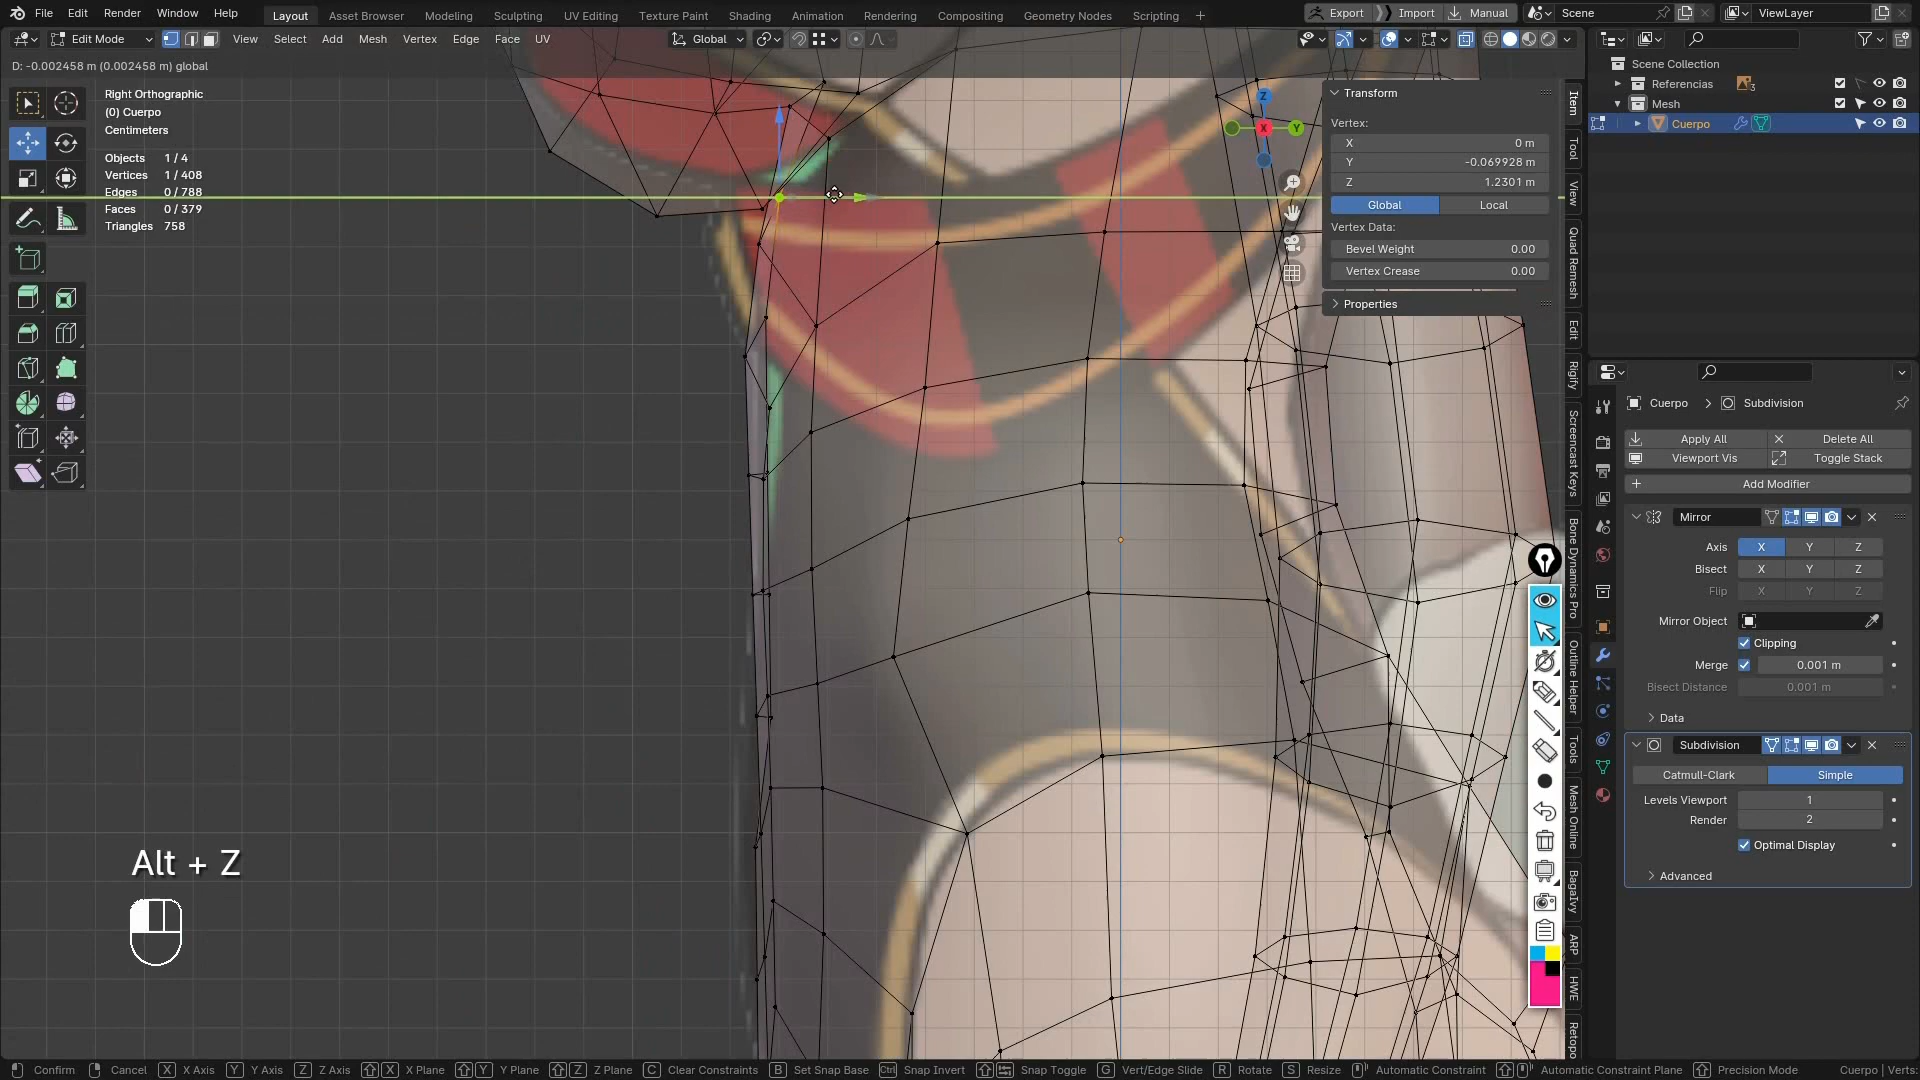 File Edit Render Window Help Layout Asset Browser Modeling Sculpting UV Editing Texture Paint Shading Animation Rendering Compositing Geometry Nodes Scripting + Export Import Manual Scene ViewLayer
Edit Mode View Select Add Mesh Vertex Edge Face UV Global
D: -0.002458 m (0.002458 m) global
Right Orthographic
(0) Cuerpo
Centimeters
Objects 1 / 4
Vertices 1 / 408
Edges 0 / 788
Faces 0 / 379
Triangles 758
Z
X
Y
Transform
Vertex:
X 0 m
Y -0.069928 m
Z 1.2301 m
Global Local
Vertex Data:
Bevel Weight 0.00
Vertex Crease 0.00
Properties
Item
Tool
View
Quad Remesh
Edit
Rigify
Screencast Keys
Bone Dynamics Pro
Outline Helper
Tools
Mesh Online
BagaIvy
ARP
HWE
Retopo
Scene Collection
Referencias 3
Mesh
Cuerpo
Cuerpo > Subdivision
Apply All Delete All
Viewport Vis Toggle Stack
+ Add Modifier
Mirror
Axis X Y Z
Bisect X Y Z
Flip X Y Z
Mirror Object
Clipping
Merge 0.001 m
Bisect Distance 0.001 m
Data
Subdivision
Catmull-Clark Simple
Levels Viewport 1
Render 2
Optimal Display
Advanced
Alt + Z
Confirm Cancel X X Axis Y Y Axis Z Z Axis X X Plane Y Y Plane Z Z Plane C Clear Constraints B Set Snap Base Ctrl Snap Invert Snap Toggle G Vert/Edge Slide R Rotate S Resize Automatic Constraint Automatic Constraint Plane Precision Mode Cuerpo | Verts: